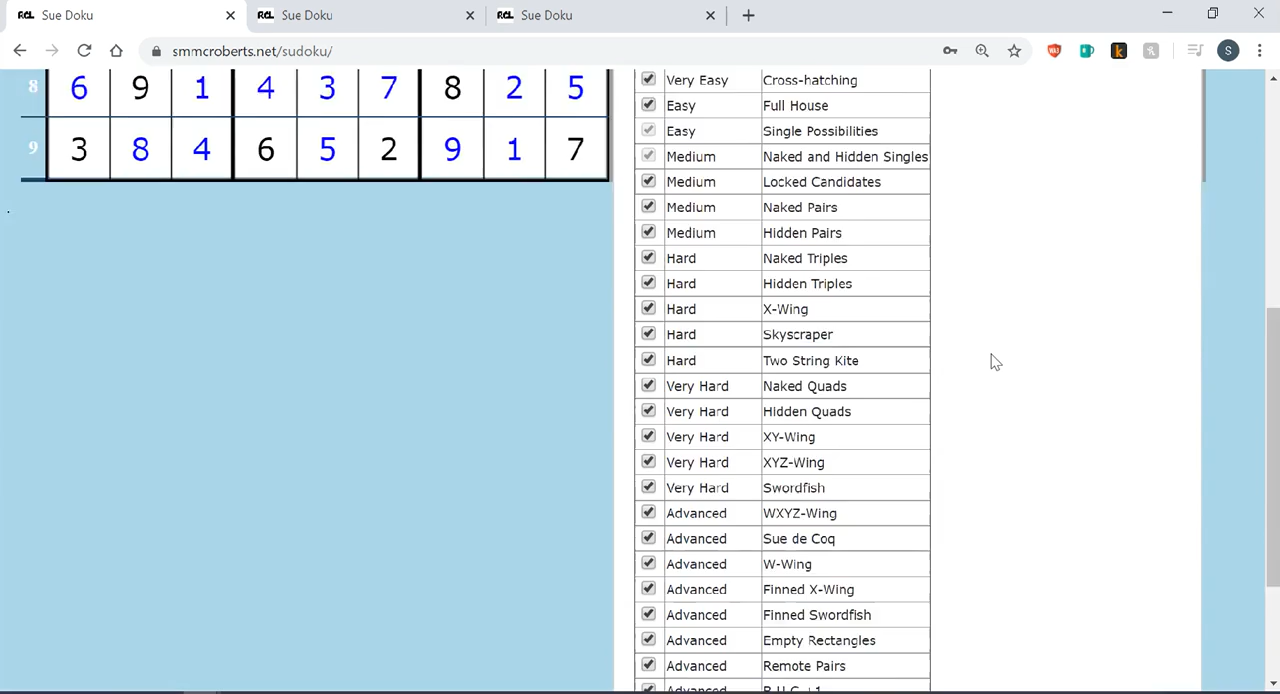 RCL Sue Doku
RCL Sue Doku
RCL Sue Doku
smmcroberts.net/sudoku/
k
S
8 6 9 1 4 3 7 8 2 5
9 3 8 4 6 5 2 9 1 7
Very Easy Cross-hatching
Easy Full House
Easy Single Possibilities
Medium Naked and Hidden Singles
Medium Locked Candidates
Medium Naked Pairs
Medium Hidden Pairs
Hard Naked Triples
Hard Hidden Triples
Hard X-Wing
Hard Skyscraper
Hard Two String Kite
Very Hard Naked Quads
Very Hard Hidden Quads
Very Hard XY-Wing
Very Hard XYZ-Wing
Very Hard Swordfish
Advanced WXYZ-Wing
Advanced Sue de Coq
Advanced W-Wing
Advanced Finned X-Wing
Advanced Finned Swordfish
Advanced Empty Rectangles
Advanced Remote Pairs
Advanced B.U.G.+1